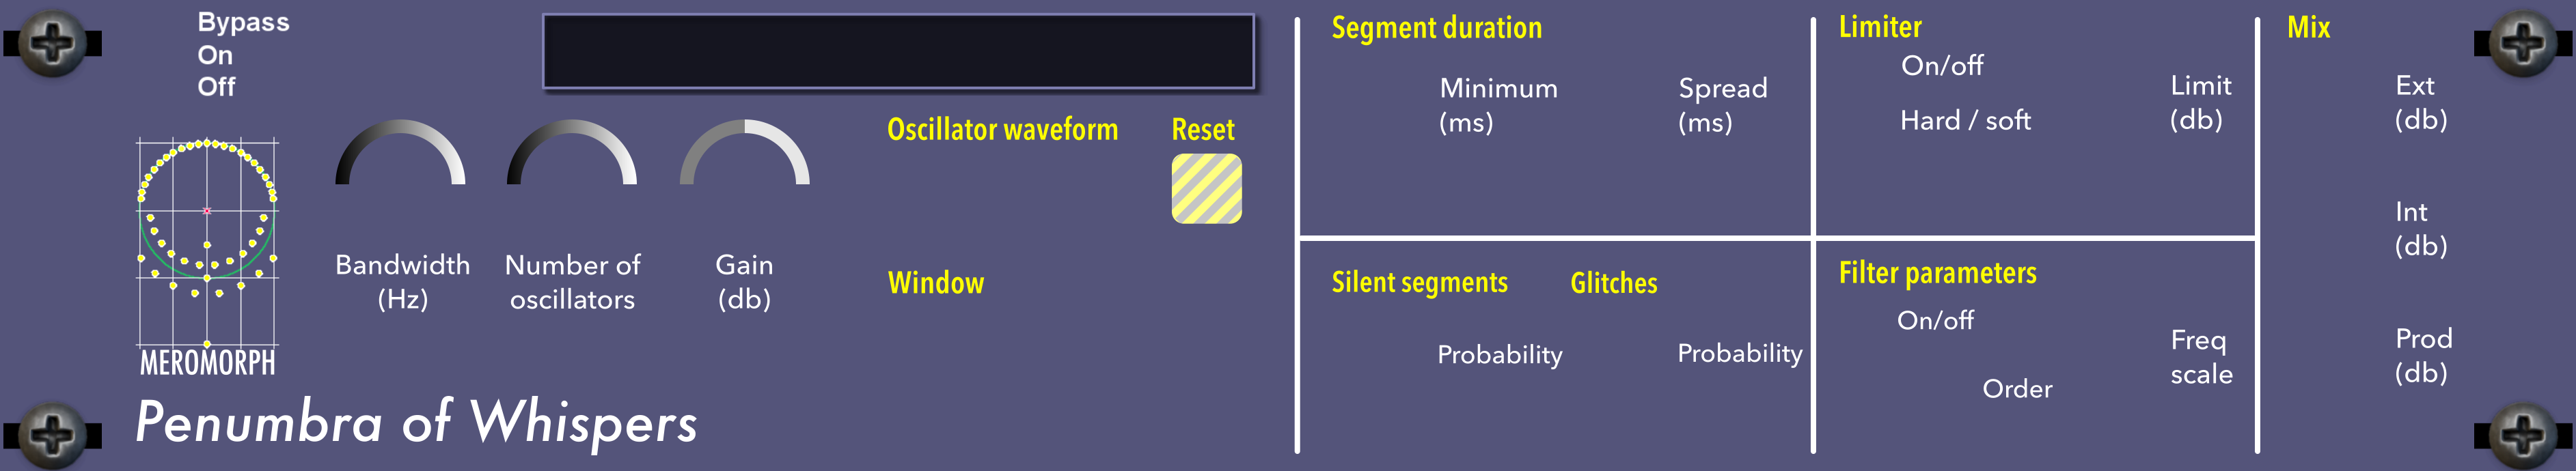 Bypass
On
Off
MEROMORPH
Penumbra of Whispers
Bandwidth
(Hz)
Number of
oscillators
Gain
(db)
Oscillator waveform
Reset
Window
Segment duration
Minimum
(ms)
Spread
(ms)
Silent segments
Probability
Glitches
Probability
Limiter
On/off
Hard / soft
Limit
(db)
Filter parameters
On/off
Order
Freq
scale
Mix
Ext
(db)
Int
(db)
Prod
(db)